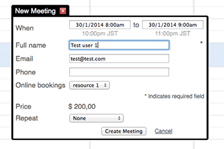 New Meeting
When 30/1/2014 8:00am to 30/1/2014 9:00am
10:00pm JST 11:00pm JST
Full name Test user 1 *
Email test@test.com
Phone
Online bookings resource 1
* Indicates required field
Price $ 200,00
Repeat None
Create Meeting Cancel